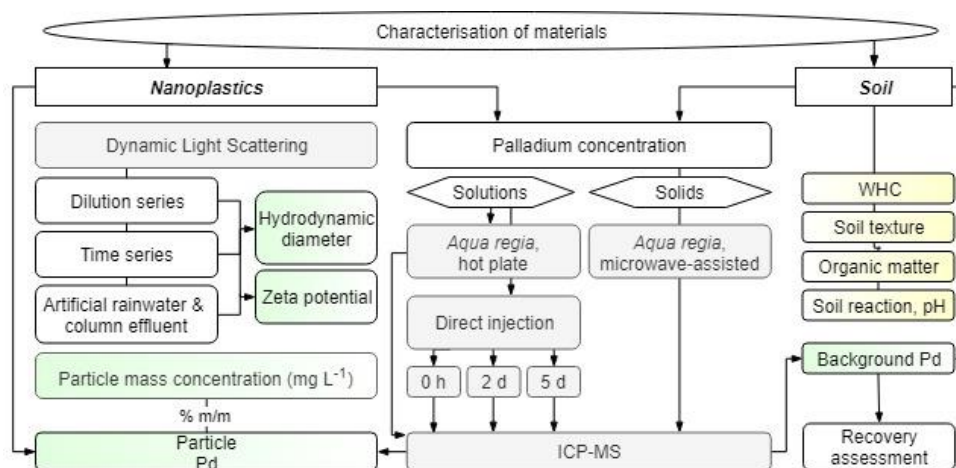 Characterisation of materials
Nanoplastics
Soil
Dynamic Light Scattering
Palladium concentration
Dilution series
Time series
Artificial rainwater &
column effluent
Hydrodynamic
diameter
Zeta potential
Solutions
Solids
Aqua regia,
hot plate
Aqua regia,
microwave-assisted
Direct injection
0 h
2 d
5 d
WHC
Soil texture
Organic matter
Soil reaction, pH
Particle mass concentration (mg L⁻¹)
% m/m
Particle
Pd
ICP-MS
Background Pd
Recovery
assessment